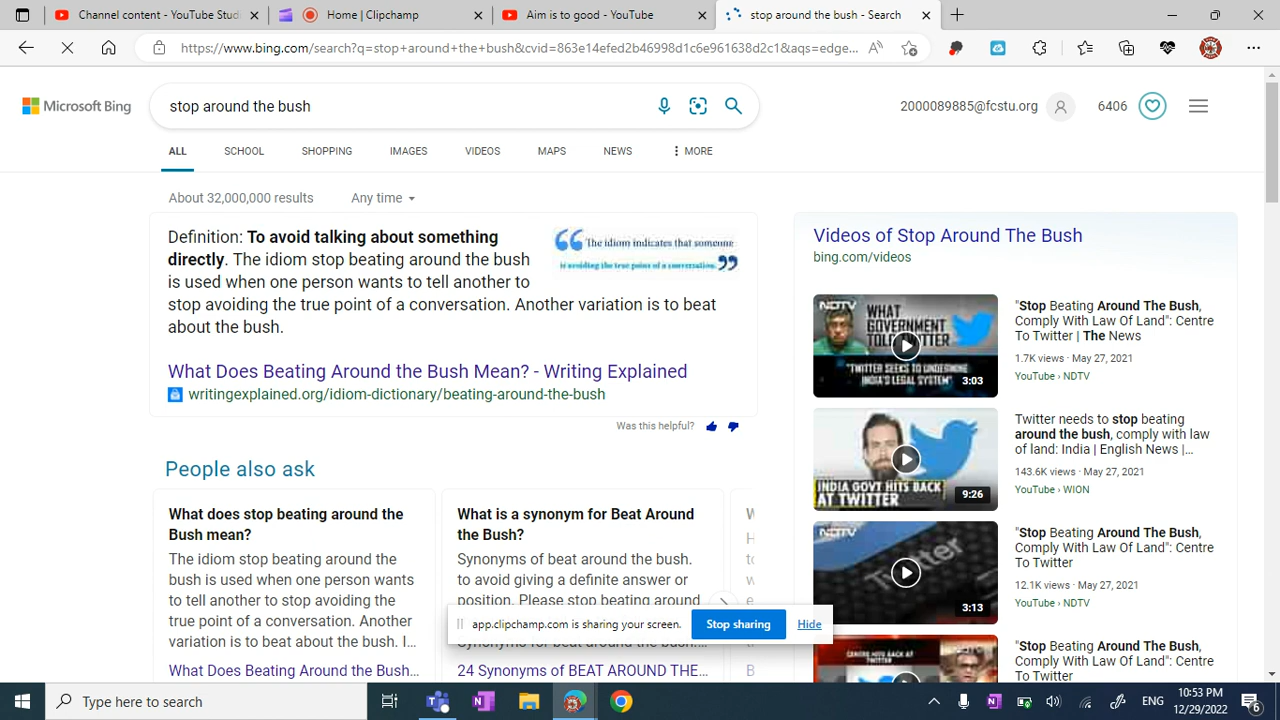 Channel content - YouTube Stud
Home | Clipchamp
Aim is to good - YouTube
stop around the bush - Search
https://www.bing.com/search?q=stop+around+the+bush&cvid=863e14efed2b46998d1c6e961638d2c1&aqs=edge...
Microsoft Bing
stop around the bush
2000089885@fcstu.org
6406
ALL SCHOOL SHOPPING IMAGES VIDEOS MAPS NEWS MORE
About 32,000,000 results Any time
Definition: To avoid talking about something
directly. The idiom stop beating around the bush
is used when one person wants to tell another to
stop avoiding the true point of a conversation. Another variation is to beat
about the bush.
The idiom indicates that someone
is avoiding the true point of a conversation.
What Does Beating Around the Bush Mean? - Writing Explained
writingexplained.org/idiom-dictionary/beating-around-the-bush
Was this helpful?
People also ask
What does stop beating around the
Bush mean?
The idiom stop beating around the
bush is used when one person wants
to tell another to stop avoiding the
true point of a conversation. Another
variation is to beat about the bush. I...
What Does Beating Around the Bush...
What is a synonym for Beat Around
the Bush?
Synonyms of beat around the bush.
to avoid giving a definite answer or
position. Please stop beating around
24 Synonyms of BEAT AROUND THE...
Videos of Stop Around The Bush
bing.com/videos
NDTV
WHAT
GOVERNMENT
TOLD TWITTER
"TWITTER SEEKS TO UNDERMINE
INDIA'S LEGAL SYSTEM"
3:03
"Stop Beating Around The Bush,
Comply With Law Of Land": Centre
To Twitter | The News
1.7K views · May 27, 2021
YouTube › NDTV
INDIA GOVT HITS BACK
AT TWITTER
9:26
Twitter needs to stop beating
around the bush, comply with law
of land: India | English News |...
143.6K views · May 27, 2021
YouTube › WION
NDTV
Twitter
3:13
"Stop Beating Around The Bush,
Comply With Law Of Land": Centre
To Twitter
12.1K views · May 27, 2021
YouTube › NDTV
"Stop Beating Around The Bush,
Comply With Law Of Land": Centre
To Twitter
app.clipchamp.com is sharing your screen.
Stop sharing
Hide
Type here to search
ENG
10:53 PM
12/29/2022
6